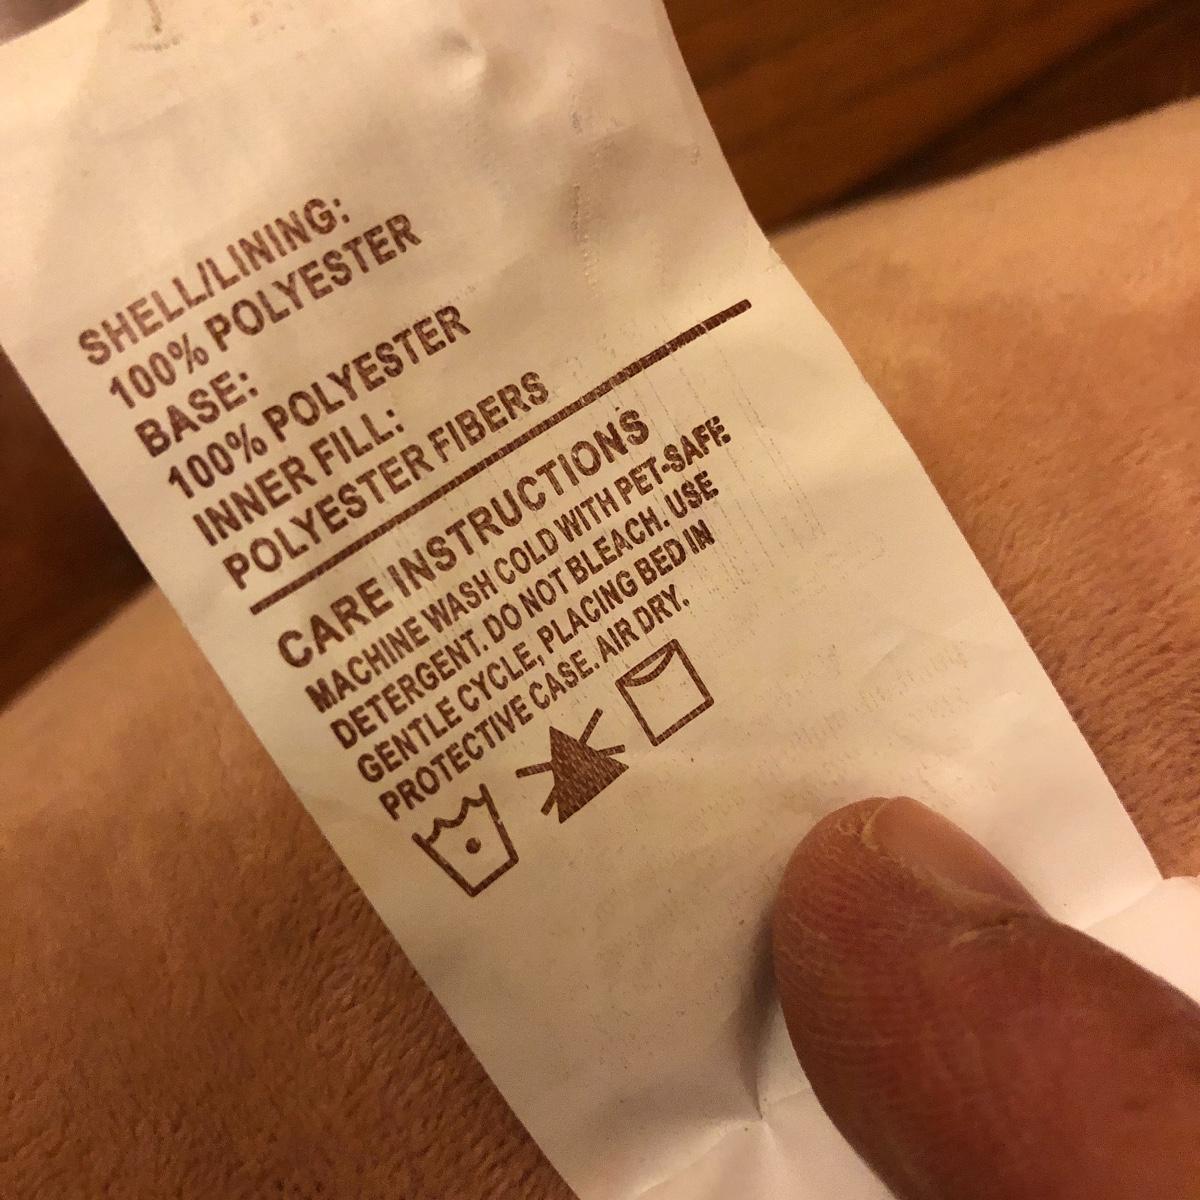 SHELL/LINING:
100% POLYESTER
BASE:
100% POLYESTER
INNER FILL:
POLYESTER FIBERS
CARE INSTRUCTIONS
MACHINE WASH COLD WITH PET-SAFE
DETERGENT. DO NOT BLEACH. USE
GENTLE CYCLE, PLACING BED IN
PROTECTIVE CASE. AIR DRY.